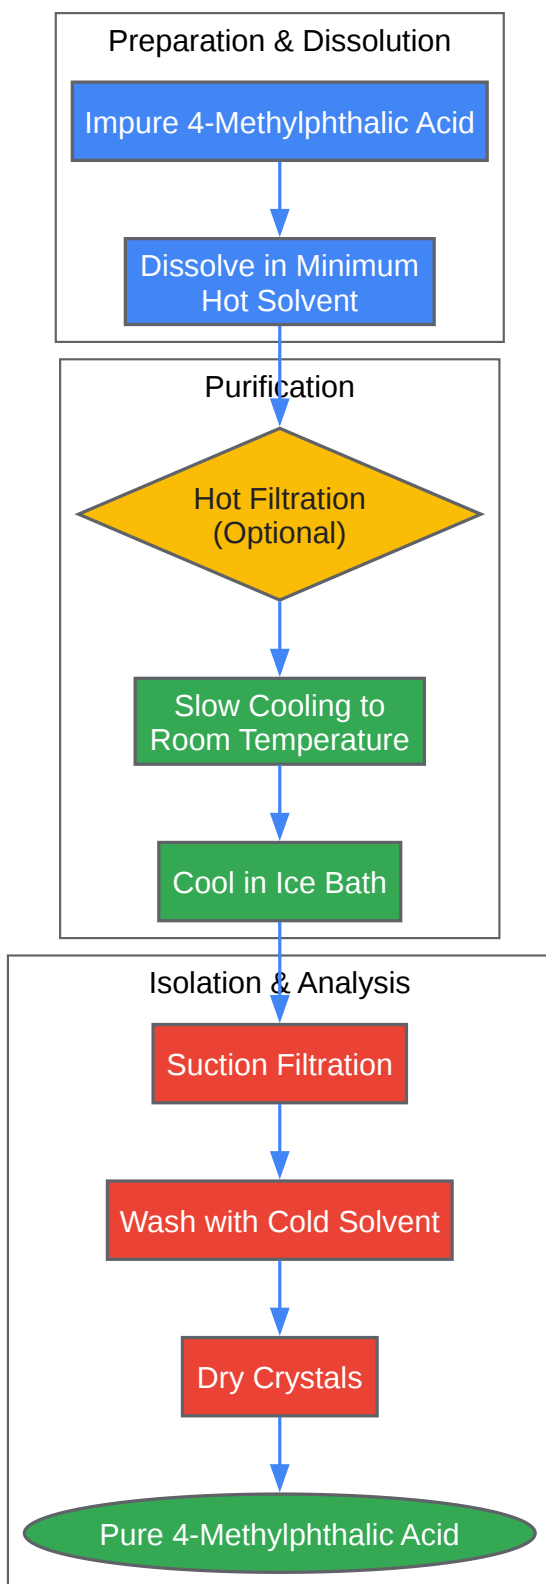 Preparation & Dissolution
Impure 4-Methylphthalic Acid
Dissolve in Minimum
Hot Solvent
Purification
Hot Filtration
(Optional)
Slow Cooling to
Room Temperature
Cool in Ice Bath
Isolation & Analysis
Suction Filtration
Wash with Cold Solvent
Dry Crystals
Pure 4-Methylphthalic Acid